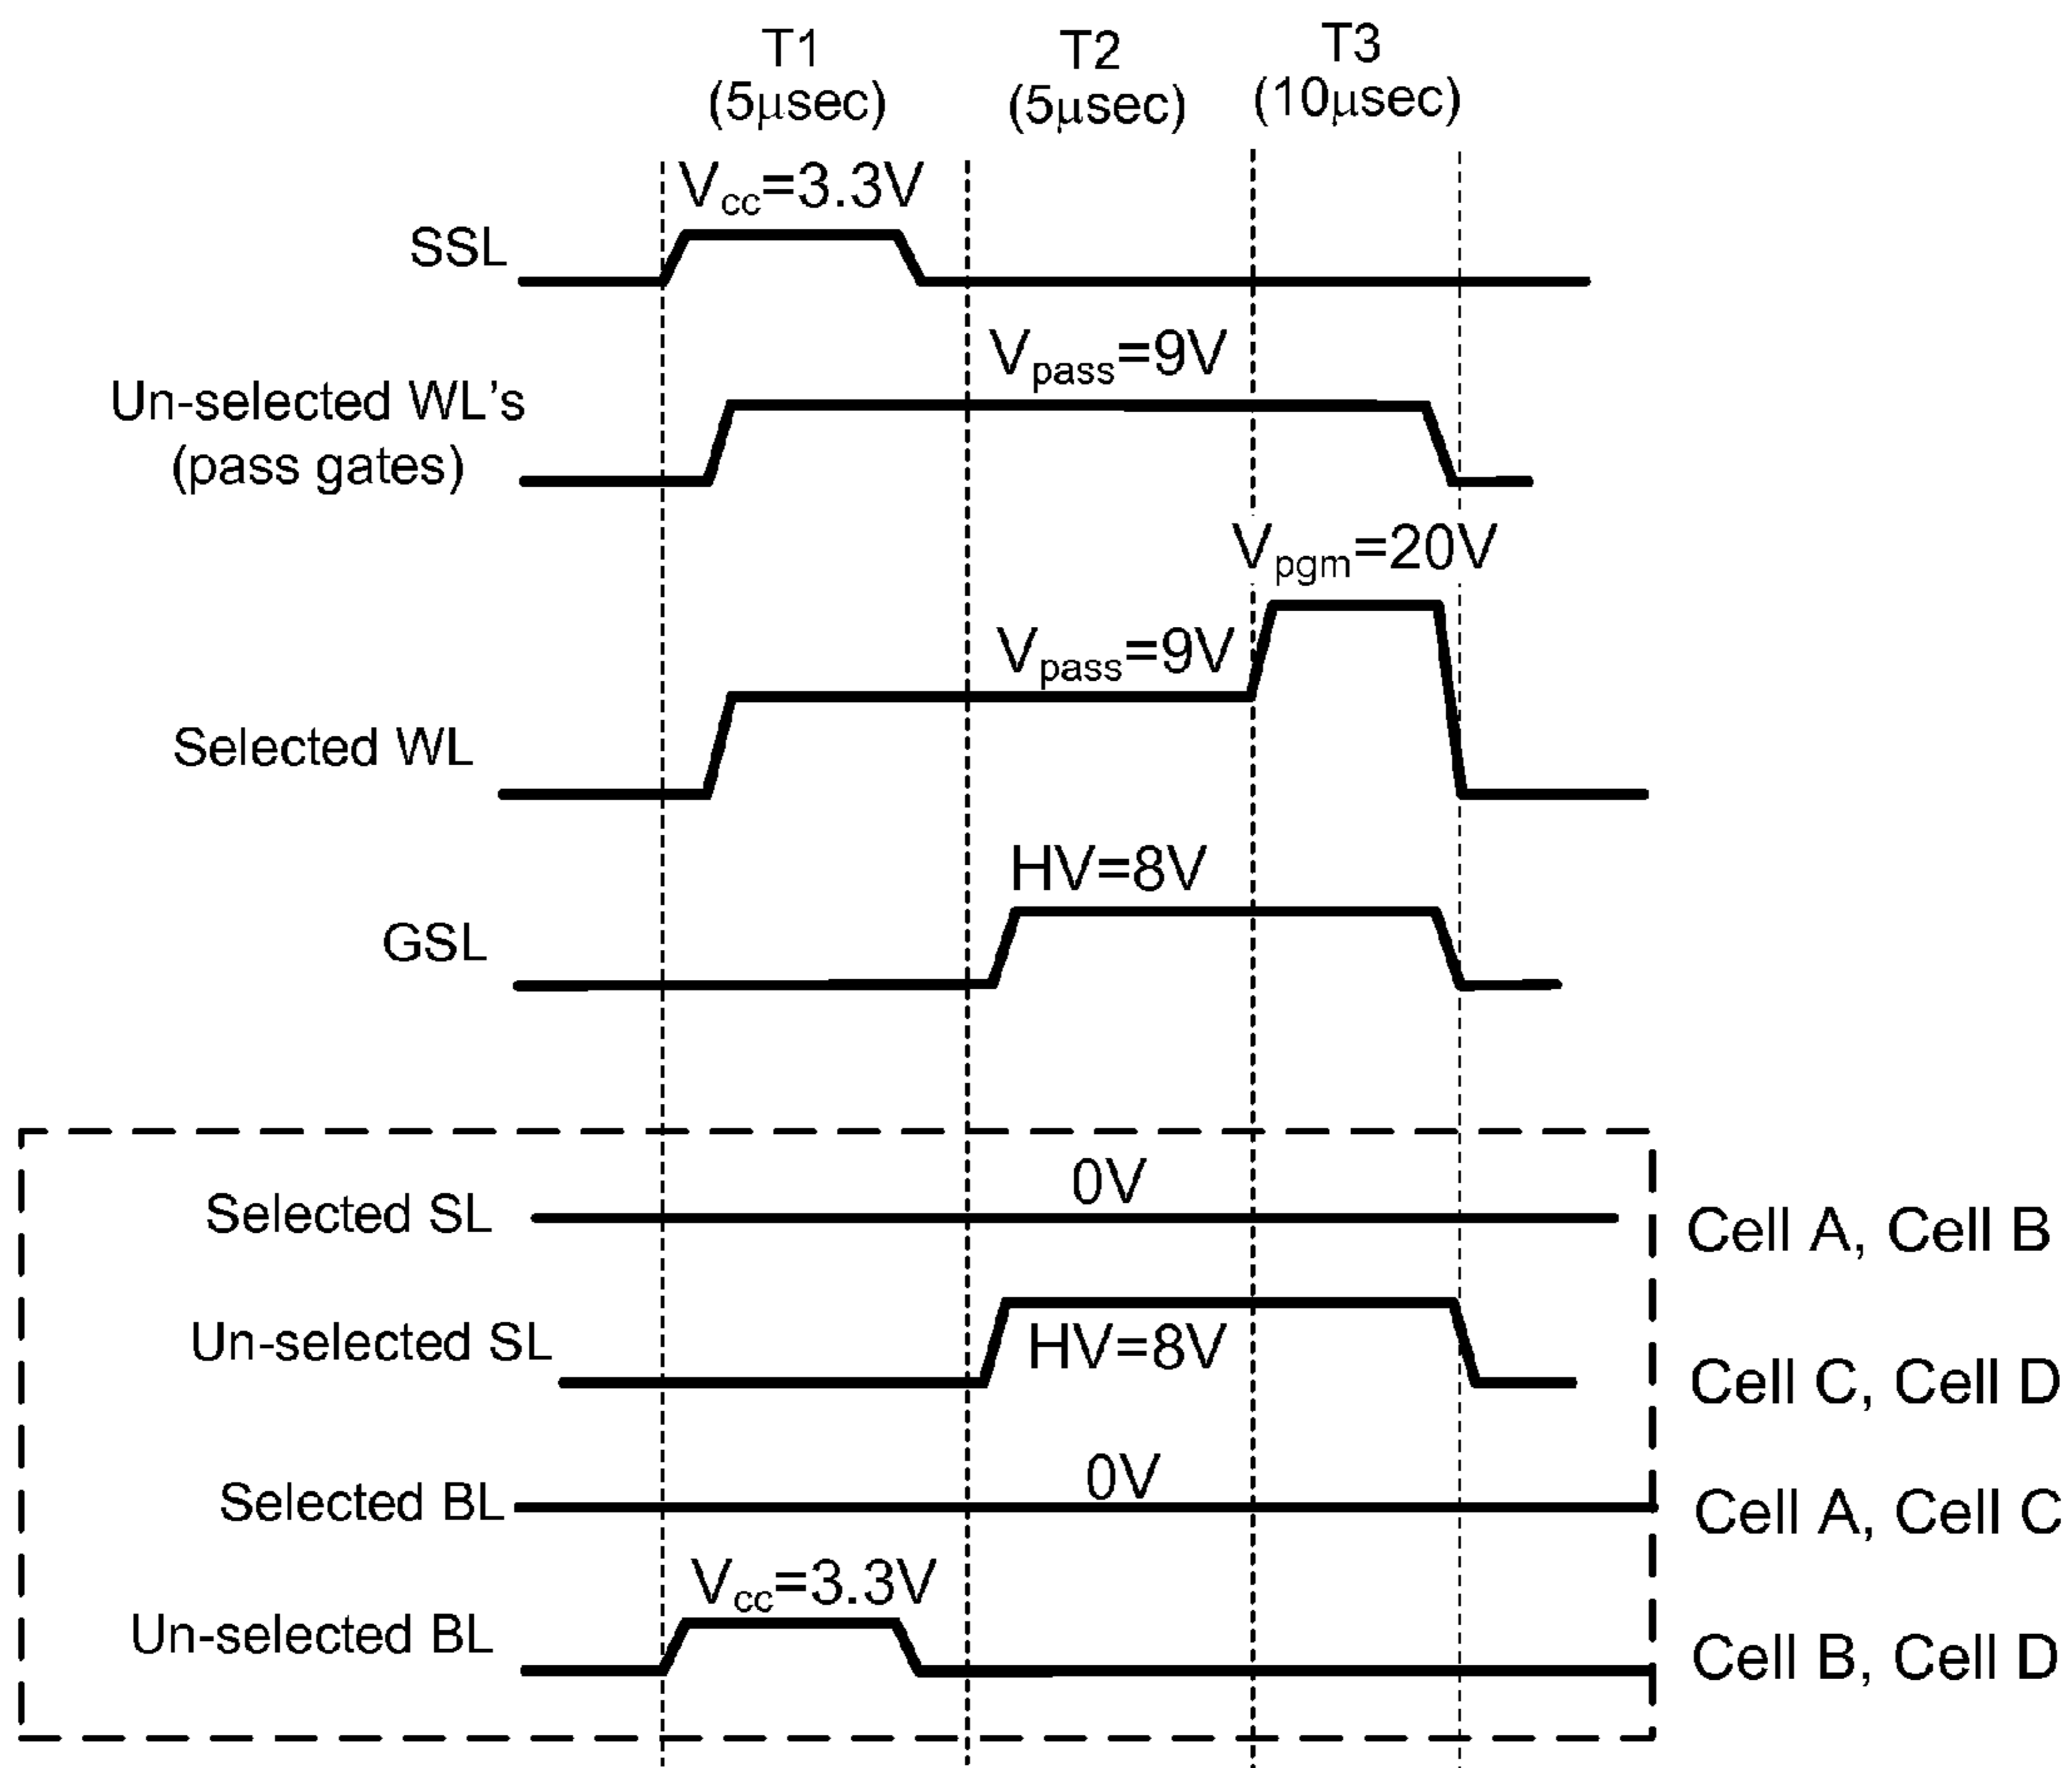 T1
(5μsec)
T2
(5μsec)
T3
(10μsec)
Vcc=3.3V
SSL
Vpass=9V
Un-selected WL's
(pass gates)
Vpgm=20V
Vpass=9V
Selected WL
HV=8V
GSL
0V
Selected SL
Cell A, Cell B
Un-selected SL
HV=8V
Cell C, Cell D
0V
Selected BL
Cell A, Cell C
Vcc=3.3V
Un-selected BL
Cell B, Cell D